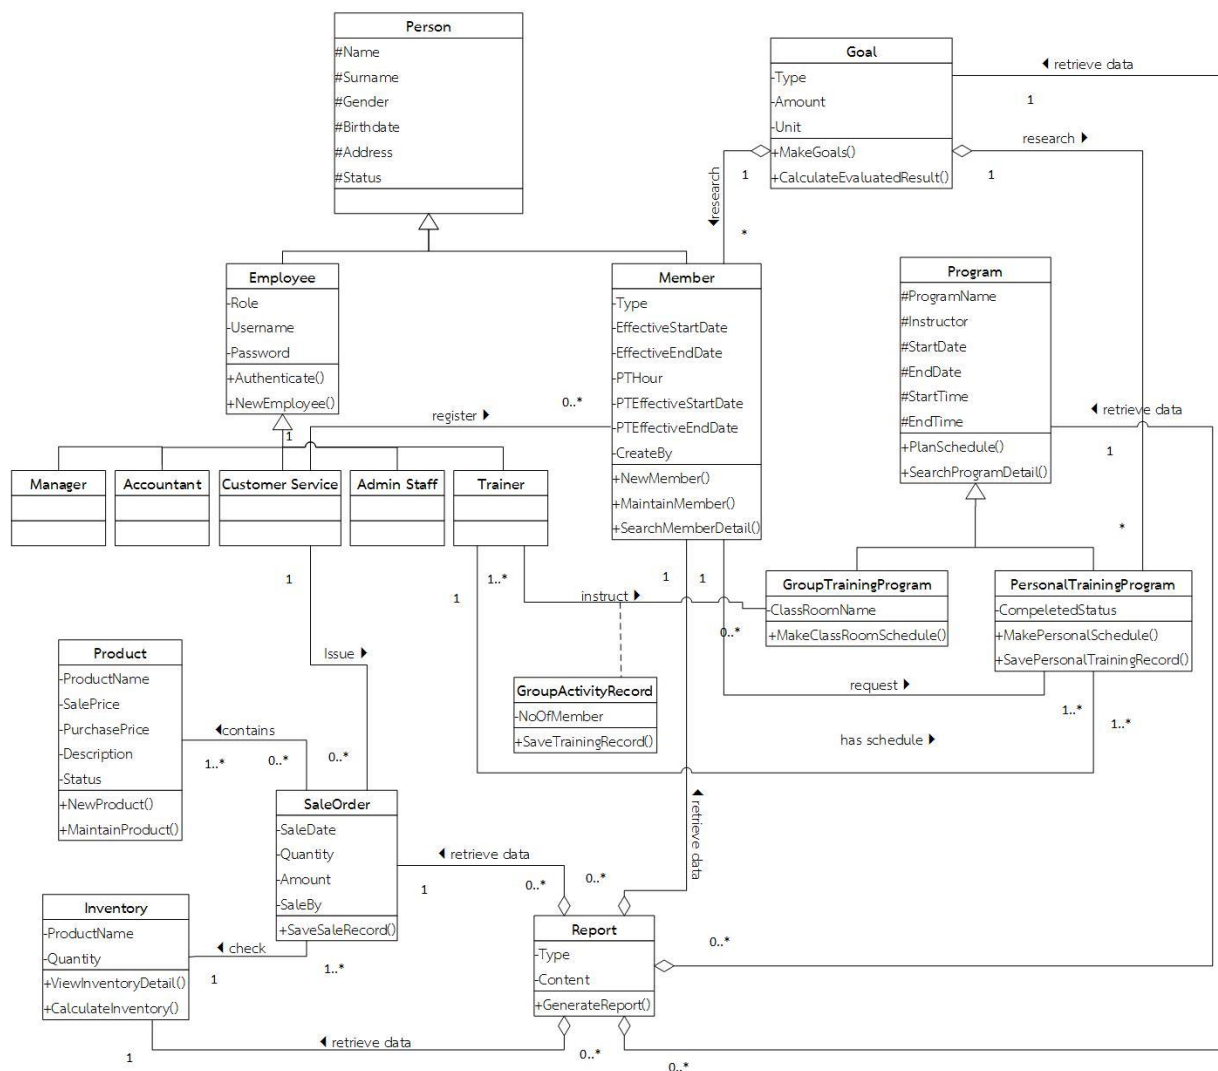 Person
#Name
#Surname
#Gender
#Birthdate
#Address
#Status
Goal
-Type
-Amount
-Unit
+MakeGoals()
+CalculateEvaluatedResult()
◀ retrieve data
1
research ▶
1
1
◀research
*
Employee
-Role
-Username
-Password
+Authenticate()
+NewEmployee()
1
Member
-Type
-EffectiveStartDate
-EffectiveEndDate
-PTHour
-PTEffectiveStartDate
-PTEffectiveEndDate
-CreateBy
+NewMember()
+MaintainMember()
+SearchMemberDetail()
register ▶
0..*
Program
#ProgramName
#Instructor
#StartDate
#EndDate
#StartTime
#EndTime
+PlanSchedule()
+SearchProgramDetail()
◀ retrieve data
1
*
Manager
Accountant
Customer Service
Admin Staff
Trainer
1
1
1..*
1
1
instruct ▶
0..*
GroupTrainingProgram
-ClassRoomName
+MakeClassRoomSchedule()
PersonalTrainingProgram
-CompeletedStatus
+MakePersonalSchedule()
+SavePersonalTrainingRecord()
GroupActivityRecord
-NoOfMember
+SaveTrainingRecord()
request ▶
1..*
1..*
has schedule ▶
Issue ▶
Product
-ProductName
-SalePrice
-PurchasePrice
-Description
-Status
+NewProduct()
+MaintainProduct()
◀contains
1..*
0..*
0..*
SaleOrder
-SaleDate
-Quantity
-Amount
-SaleBy
+SaveSaleRecord()
◀ retrieve data
1
0..*
0..*
◀ retrieve data
Inventory
-ProductName
-Quantity
+ViewInventoryDetail()
+CalculateInventory()
◀ check
1
1..*
Report
-Type
-Content
+GenerateReport()
0..*
◀ retrieve data
1
0..*
0..*